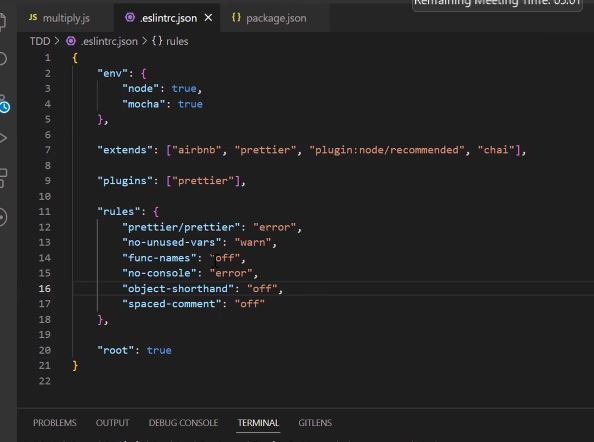 Remaining Meeting Time: 05:01
JS multiply.js .eslintrc.json × {} package.json
TDD > .eslintrc.json > {} rules
1 {
2 "env": {
3 "node": true,
4 "mocha": true
5 },
6
7 "extends": ["airbnb", "prettier", "plugin:node/recommended", "chai"],
8
9 "plugins": ["prettier"],
10
11 "rules": {
12 "prettier/prettier": "error",
13 "no-unused-vars": "warn",
14 "func-names": "off",
15 "no-console": "error",
16 "object-shorthand": "off",
17 "spaced-comment": "off"
18 },
19
20 "root": true
21 }
22
PROBLEMS OUTPUT DEBUG CONSOLE TERMINAL GITLENS